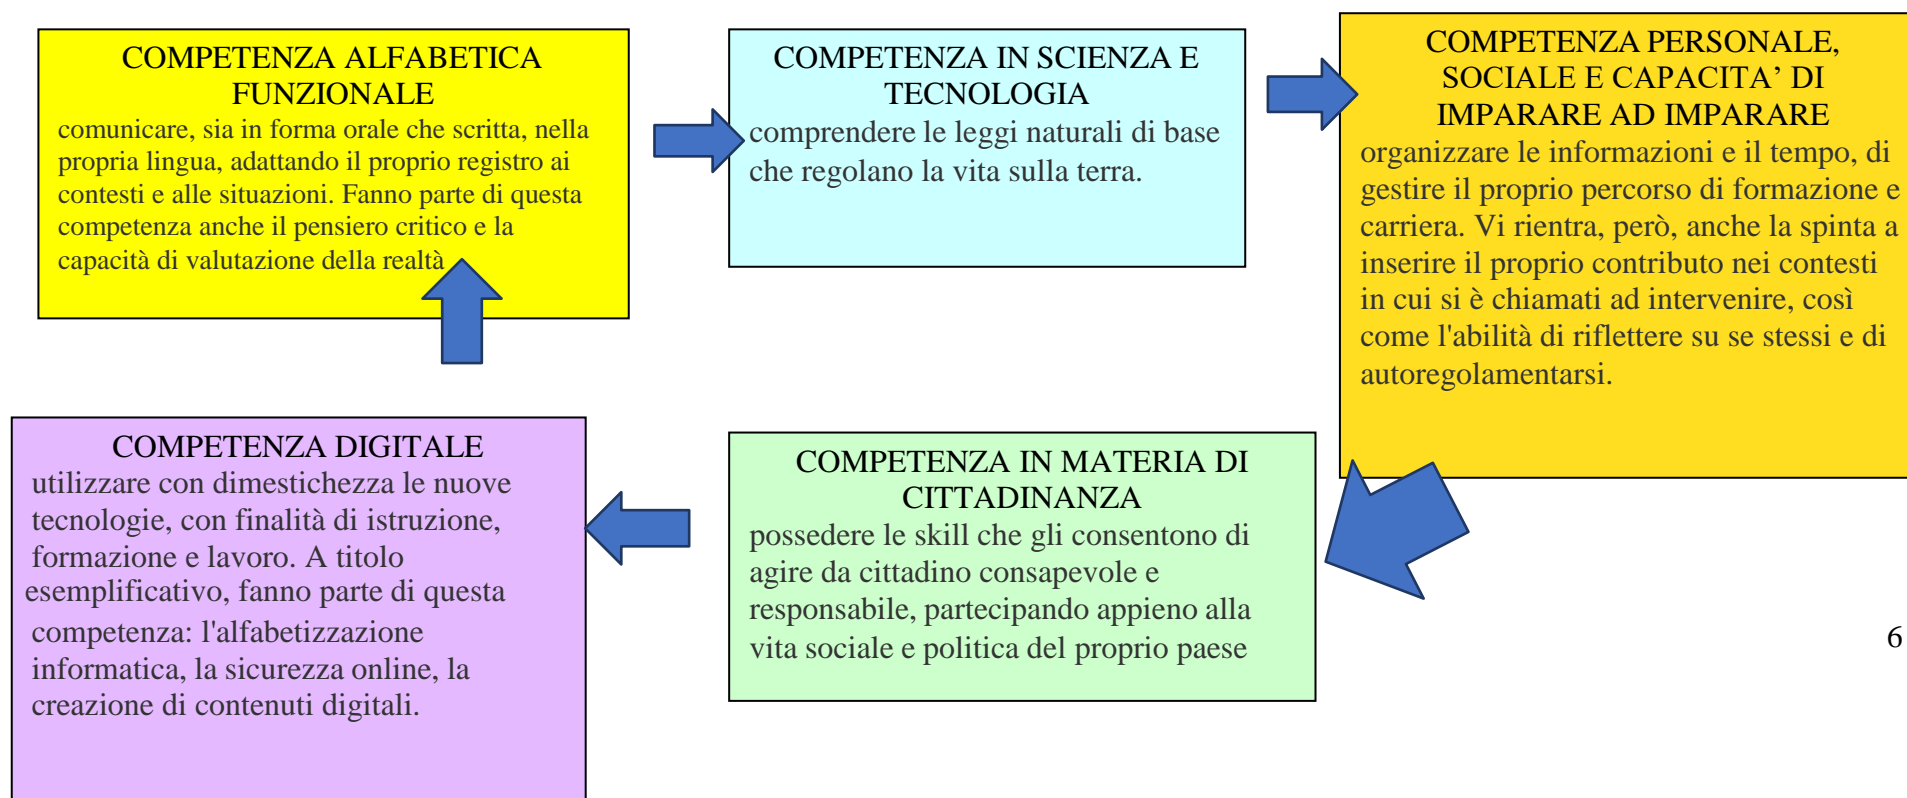 COMPETENZA ALFABETICA
FUNZIONALE
comunicare, sia in forma orale che scritta, nella
propria lingua, adattando il proprio registro ai
contesti e alle situazioni. Fanno parte di questa
competenza anche il pensiero critico e la
capacità di valutazione della realtà
COMPETENZA IN SCIENZA E
TECNOLOGIA
comprendere le leggi naturali di base
che regolano la vita sulla terra.
COMPETENZA PERSONALE,
SOCIALE E CAPACITA’ DI
IMPARARE AD IMPARARE
organizzare le informazioni e il tempo, di
gestire il proprio percorso di formazione e
carriera. Vi rientra, però, anche la spinta a
inserire il proprio contributo nei contesti
in cui si è chiamati ad intervenire, così
come l'abilità di riflettere su se stessi e di
autoregolamentarsi.
COMPETENZA DIGITALE
utilizzare con dimestichezza le nuove
tecnologie, con finalità di istruzione,
formazione e lavoro. A titolo
esemplificativo, fanno parte di questa
competenza: l'alfabetizzazione
informatica, la sicurezza online, la
creazione di contenuti digitali.
COMPETENZA IN MATERIA DI
CITTADINANZA
possedere le skill che gli consentono di
agire da cittadino consapevole e
responsabile, partecipando appieno alla
vita sociale e politica del proprio paese
6